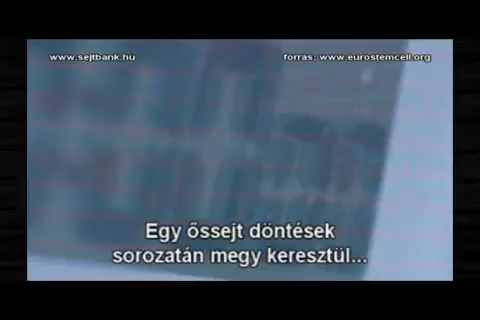 www.sejtbank.hu
forrás: www.eurostemcell.org
Egy őssejt döntések
sorozatán megy keresztül...